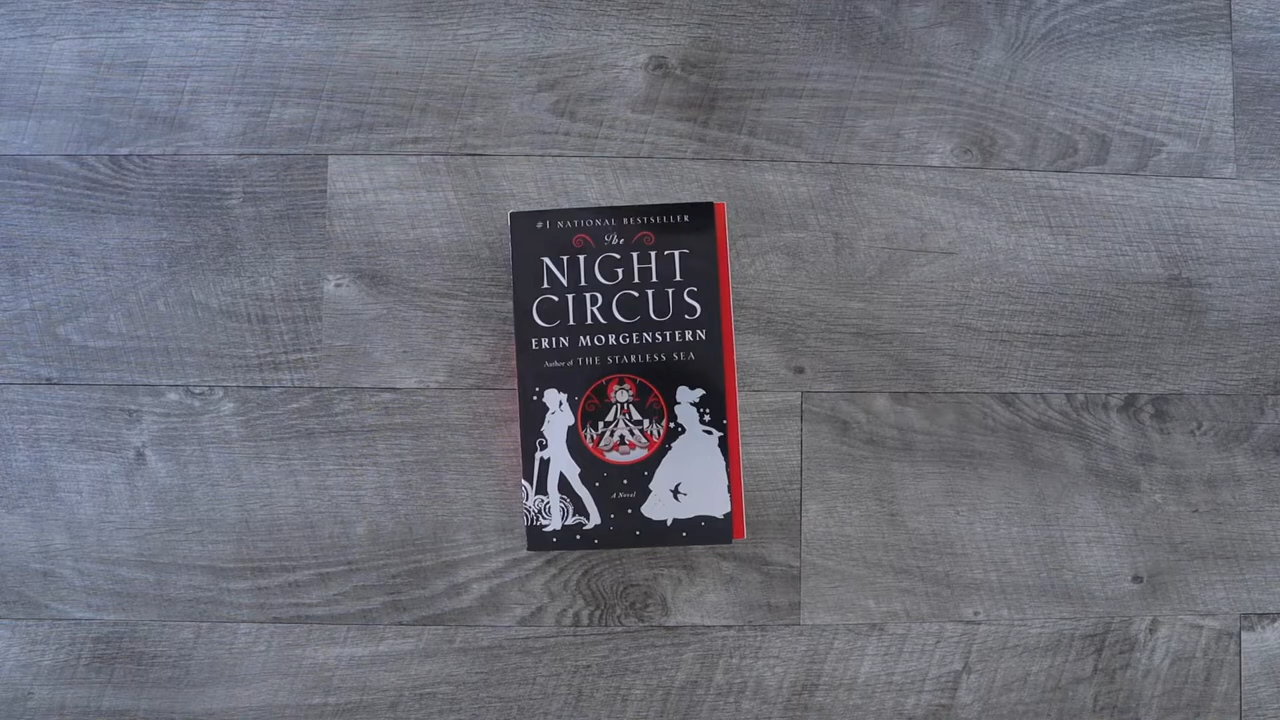 #1 NATIONAL BESTSELLER
The
NIGHT
CIRCUS
ERIN MORGENSTERN
Author of THE STARLESS SEA
A Novel